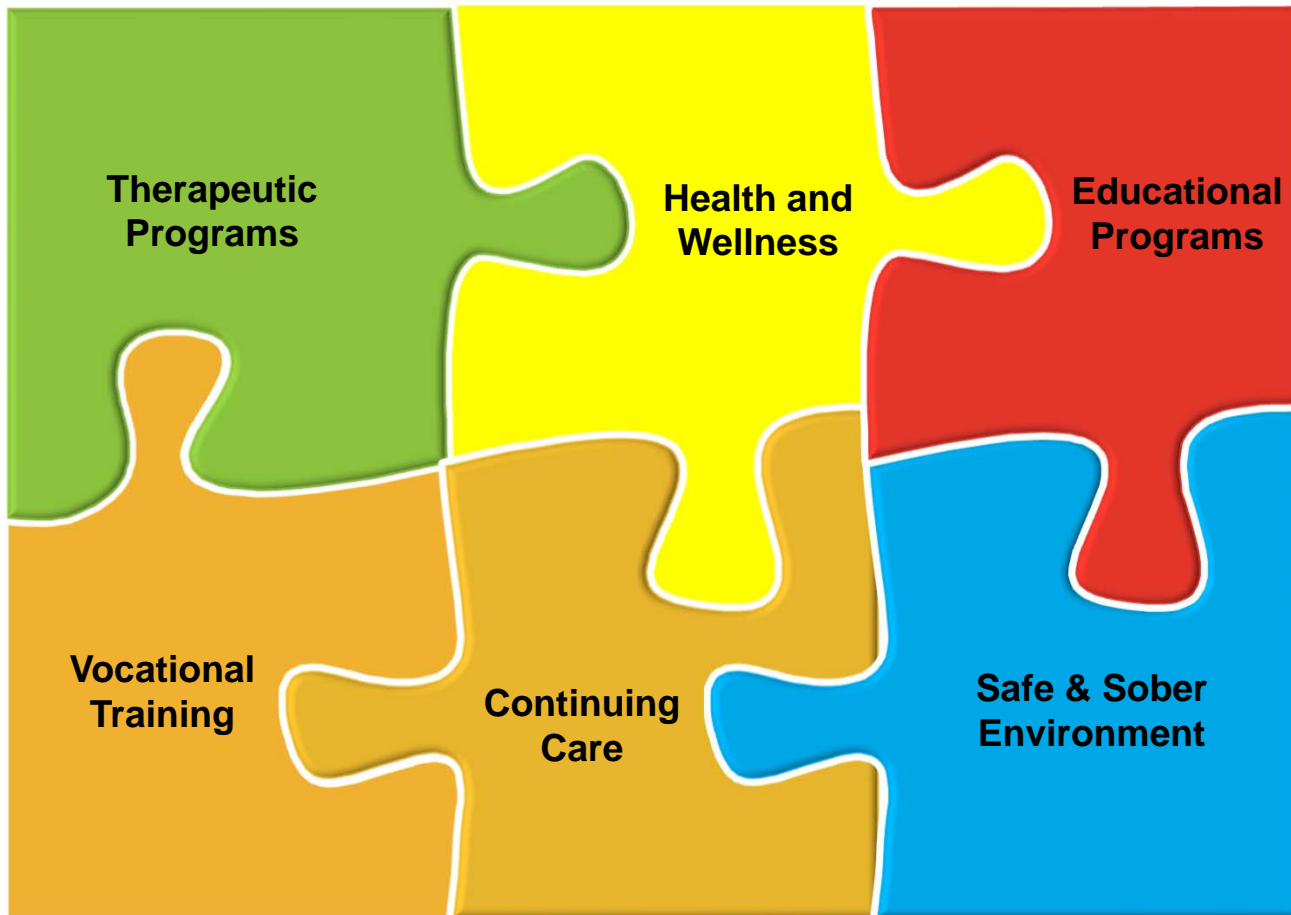 Therapeutic
Programs
Health and
Wellness
Educational
Programs
Vocational
Training
Continuing
Care
Safe & Sober
Environment